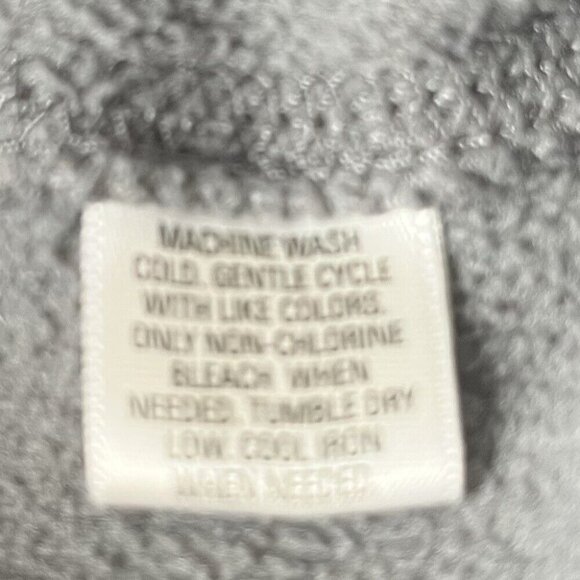 MACHINE WASH
COLD. GENTLE CYCLE
WITH LIKE COLORS.
ONLY NON-CHLORINE
BLEACH WHEN
NEEDED. TUMBLE DRY
LOW. COOL IRON
WHEN NEEDED